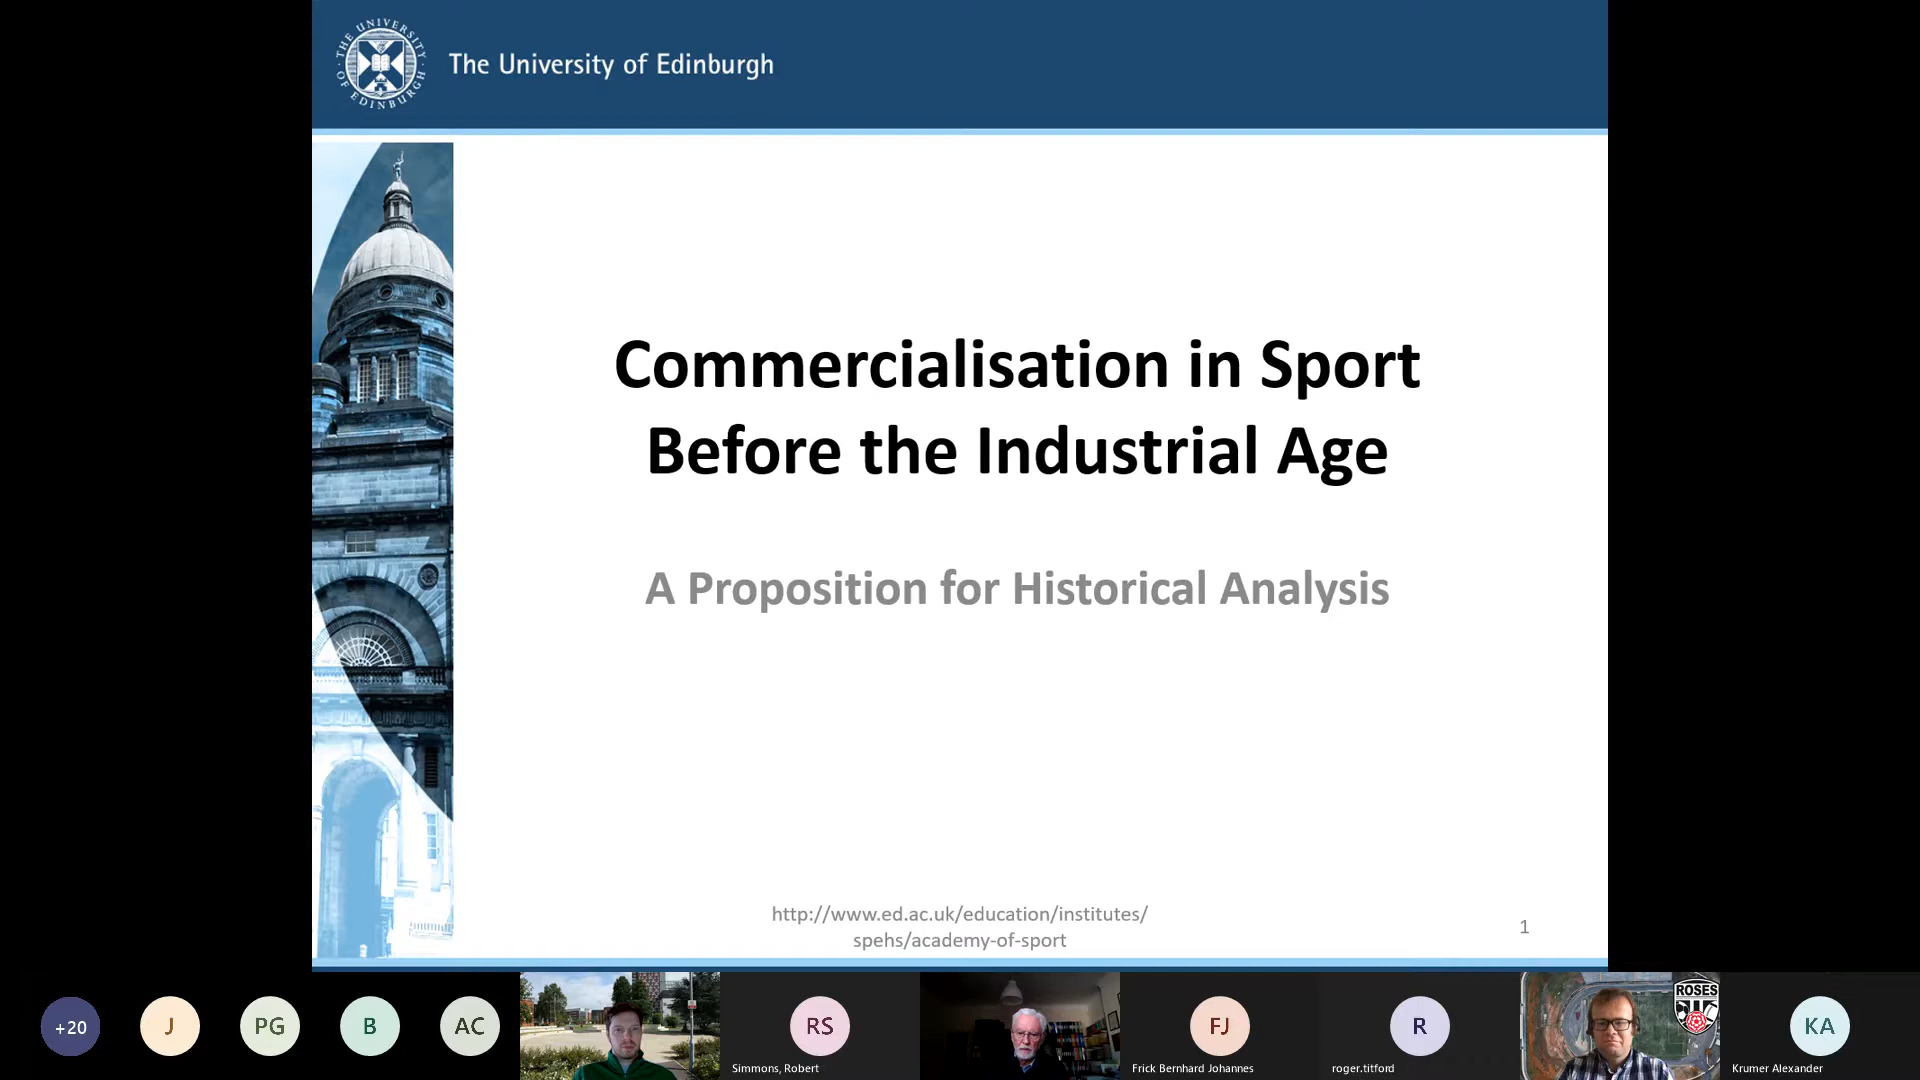 THE UNIVERSITY OF EDINBURGH
The University of Edinburgh
Commercialisation in Sport
Before the Industrial Age
A Proposition for Historical Analysis
http://www.ed.ac.uk/education/institutes/
spehs/academy-of-sport
1
+20
J
PG
B
AC
RS
Simmons, Robert
FJ
Frick Bernhard Johannes
R
roger.titford
ROSES
KA
Krumer Alexander